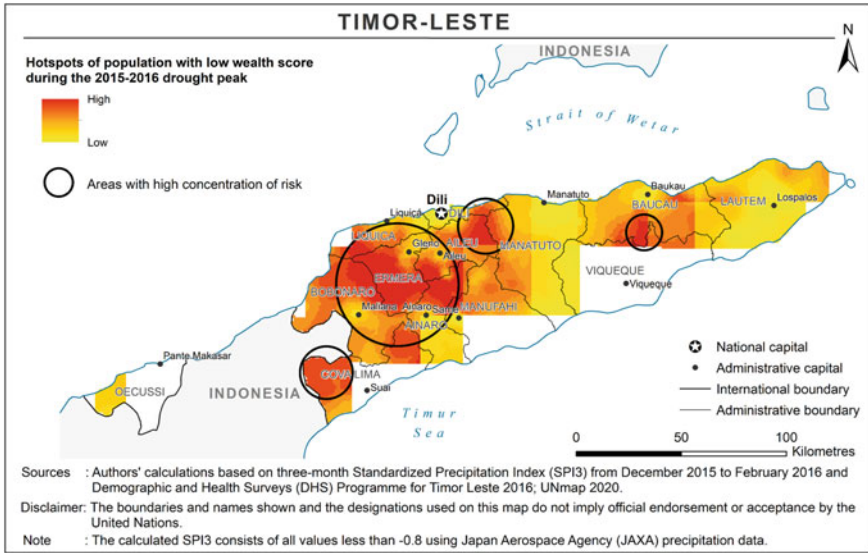 TIMOR-LESTE
Hotspots of population with low wealth score
during the 2015-2016 drought peak
High
Low
Areas with high concentration of risk
INDONESIA
N
Strait of Wetar
Dili
DILI
Liquiçá
Manatuto
Baukau
BAUCAU
LAUTEM
Lospalos
LIQUICA
Gleno
AILEU
Aileu
MANATUTO
ERMERA
VIQUEQUE
Viqueque
BOBONARO
Maliana
Ainaro
Same
MANUFAHI
AINARO
Pante Makasar
OECUSSI
INDONESIA
COVALIMA
Suai
Timur
Sea
National capital
Administrative capital
International boundary
Administrative boundary
0 50 100
Kilometres
Sources : Authors' calculations based on three-month Standardized Precipitation Index (SPI3) from December 2015 to February 2016 and
Demographic and Health Surveys (DHS) Programme for Timor Leste 2016; UNmap 2020.
Disclaimer: The boundaries and names shown and the designations used on this map do not imply official endorsement or acceptance by the
United Nations.
Note : The calculated SPI3 consists of all values less than -0.8 using Japan Aerospace Agency (JAXA) precipitation data.